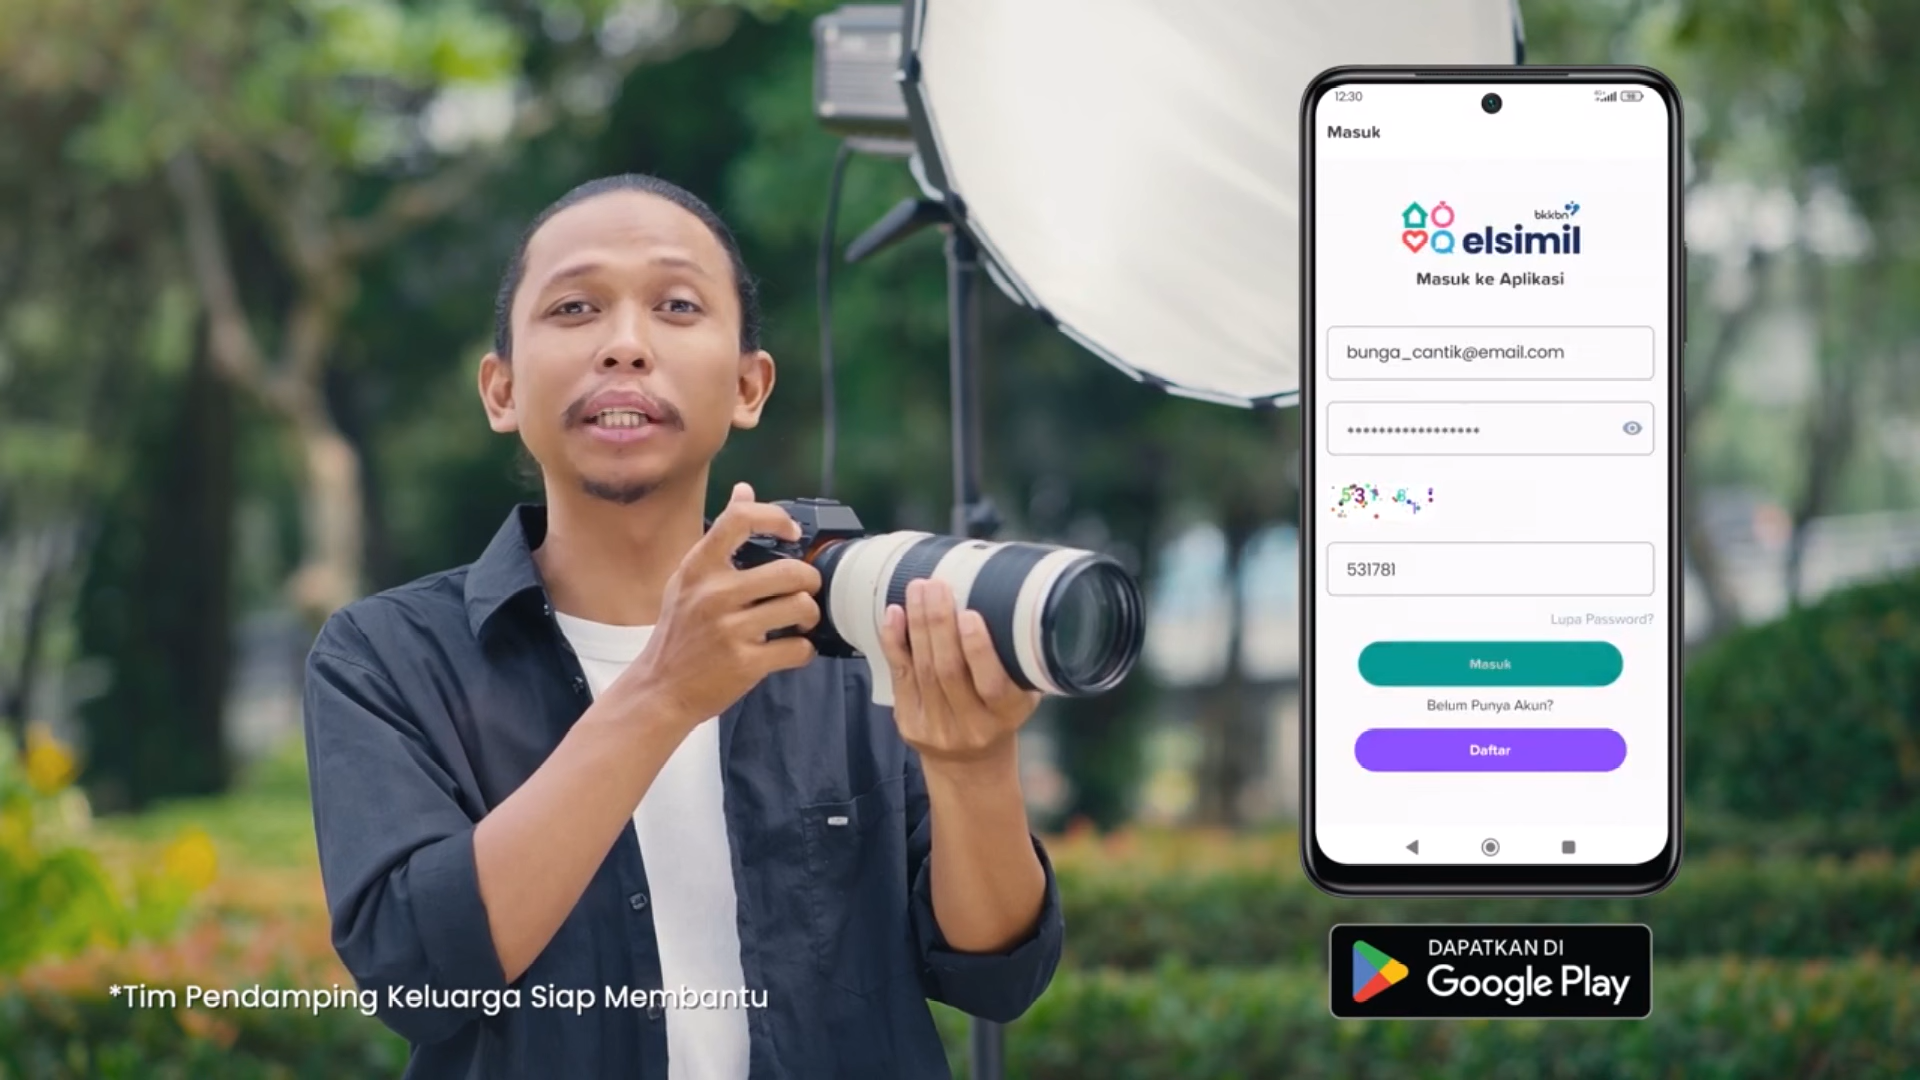 12:30
Masuk
bkkbn
elsimil
Masuk ke Aplikasi
bunga_cantik@email.com
*****************
531781
Lupa Password?
Masuk
Belum Punya Akun?
Daftar
DAPATKAN DI
Google Play
*Tim Pendamping Keluarga Siap Membantu